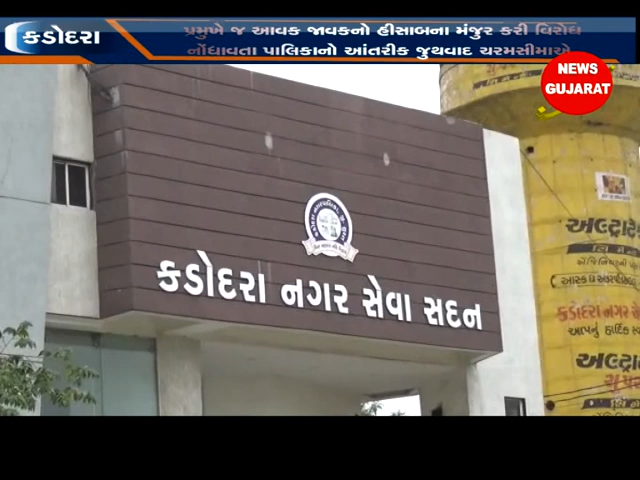 કડોદરા
પ્રમુખે જ આવક જાવકનો હીસાબના મંજુર કરી વિરોધ
નોંધાવતા પાલિકાનો આંતરીક જુથવાદ ચરમસીમાએ
NEWS
GUJARAT
કડોદરા નગર સેવા સદન
અલ્ટ્રાટેક
કડોદરા નગર
આપનું હાર્દિક
અલ્ટ્રા